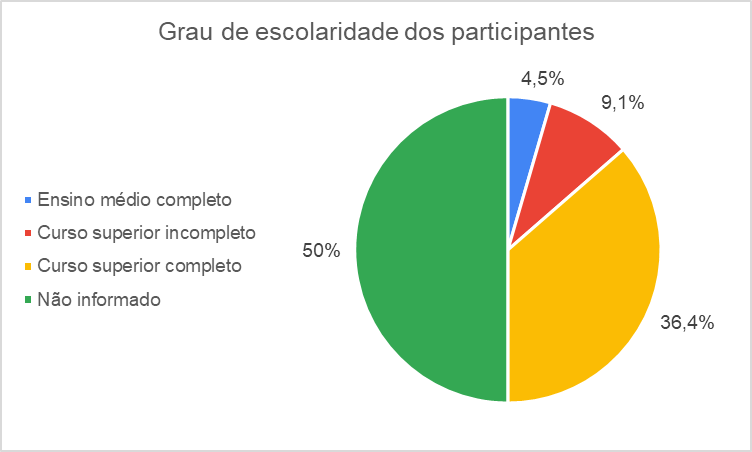 Grau de escolaridade dos participantes
4,5%
9,1%
Ensino médio completo
Curso superior incompleto
Curso superior completo
Não informado
50%
36,4%